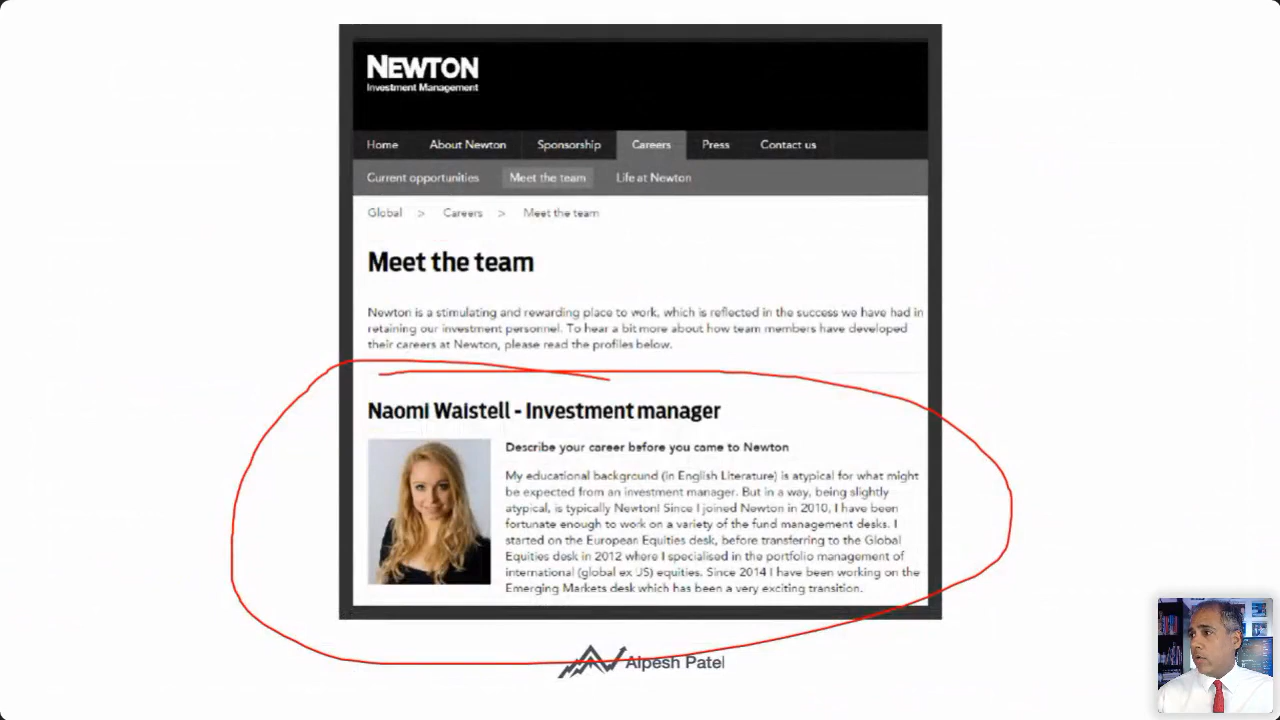 NEWTON
Investment Management
Home About Newton Sponsorship Careers Press Contact us
Current opportunities Meet the team Life at Newton
Global > Careers > Meet the team
Meet the team
Newton is a stimulating and rewarding place to work, which is reflected in the success we have had in
retaining our investment personnel. To hear a bit more about how team members have developed
their careers at Newton, please read the profiles below.
Naomi Waistell - Investment manager
Describe your career before you came to Newton
My educational background (in English Literature) is atypical for what might
be expected from an investment manager. But in a way, being slightly
atypical, is typically Newton! Since I joined Newton in 2010, I have been
fortunate enough to work on a variety of the fund management desks. I
started on the European Equities desk, before transferring to the Global
Equities desk in 2012 where I specialised in the portfolio management of
international (global ex US) equities. Since 2014 I have been working on the
Emerging Markets desk which has been a very exciting transition.
Alpesh Patel